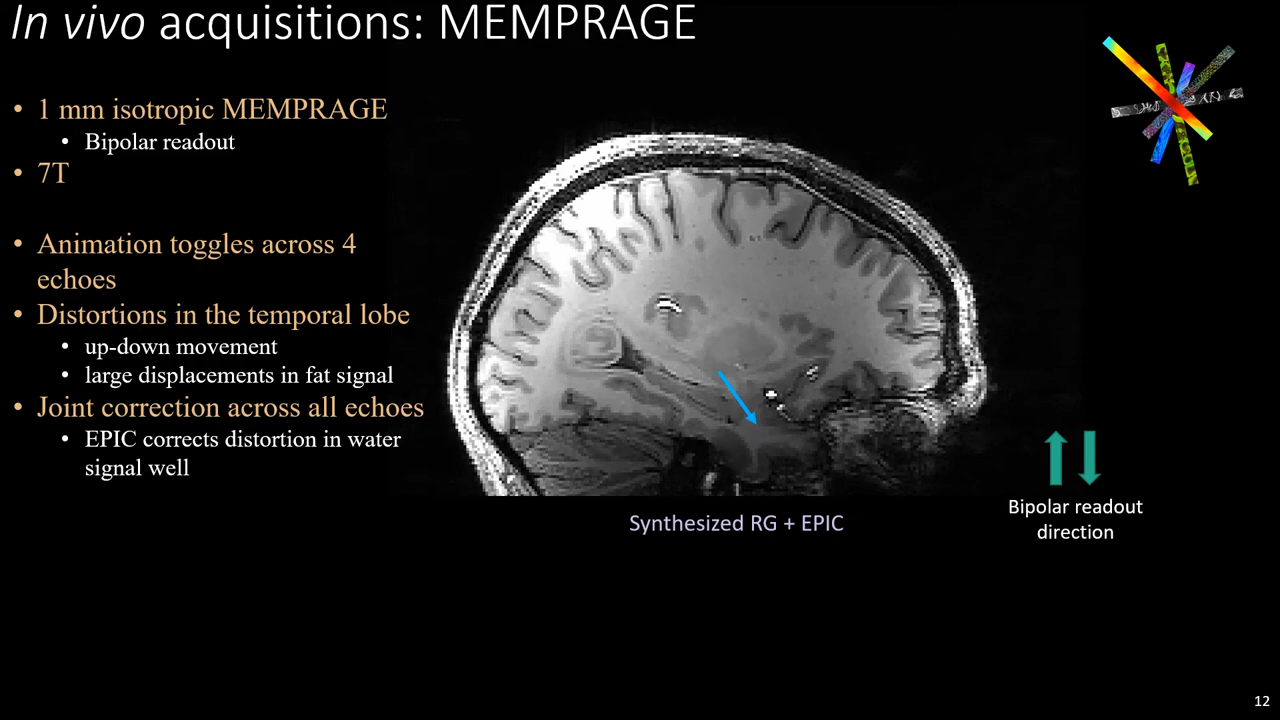 In vivo acquisitions: MEMPRAGE
• 1 mm isotropic MEMPRAGE
• Bipolar readout
• 7T
• Animation toggles across 4
echoes
• Distortions in the temporal lobe
• up-down movement
• large displacements in fat signal
• Joint correction across all echoes
• EPIC corrects distortion in water
signal well
Synthesized RG + EPIC
Bipolar readout
direction
12